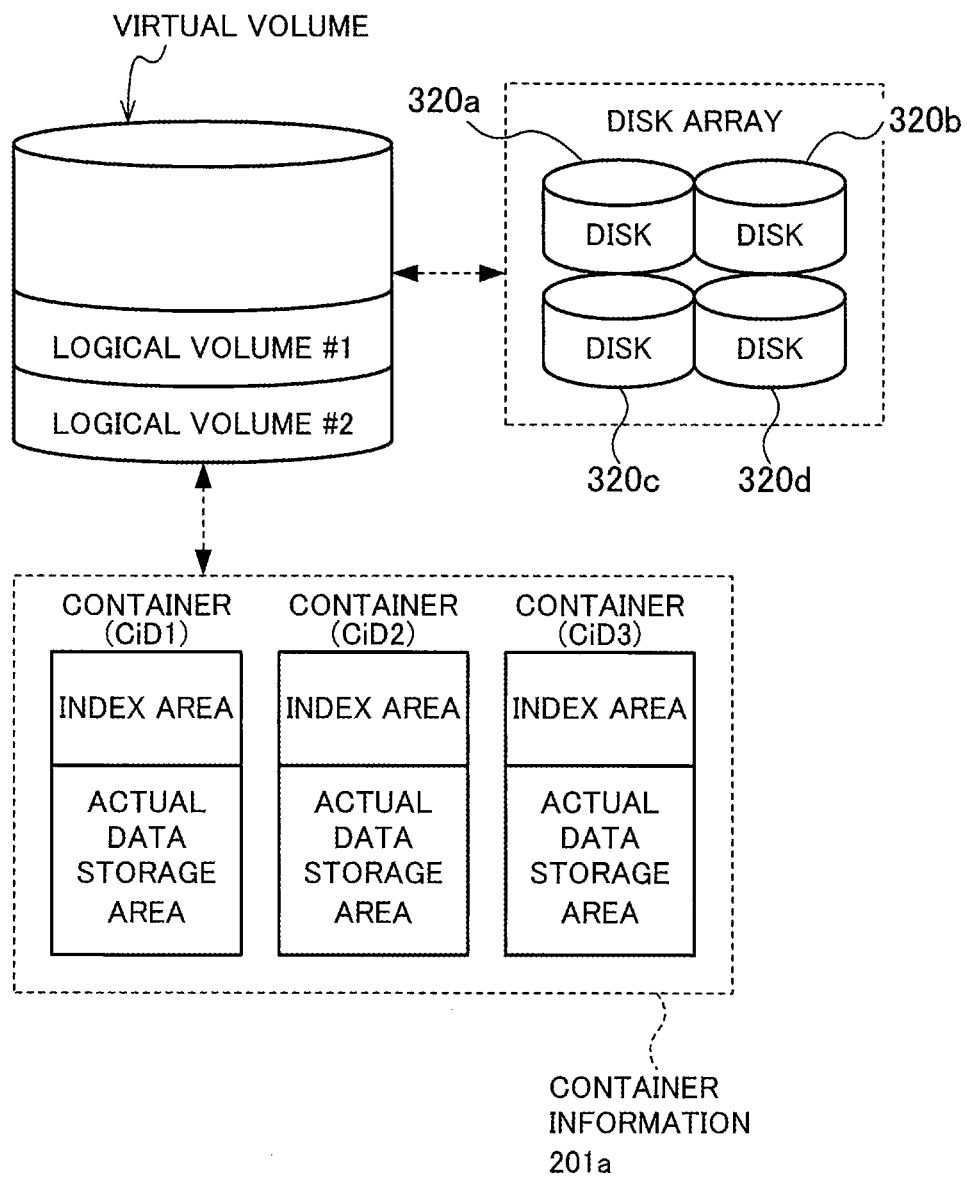 VIRTUAL VOLUME
320a
DISK ARRAY
320b
DISK
DISK
DISK
DISK
320c
320d
LOGICAL VOLUME #1
LOGICAL VOLUME #2
CONTAINER
(CiD1)
INDEX AREA
ACTUAL
DATA
STORAGE
AREA
CONTAINER
(CiD2)
INDEX AREA
ACTUAL
DATA
STORAGE
AREA
CONTAINER
(CiD3)
INDEX AREA
ACTUAL
DATA
STORAGE
AREA
CONTAINER
INFORMATION
201a